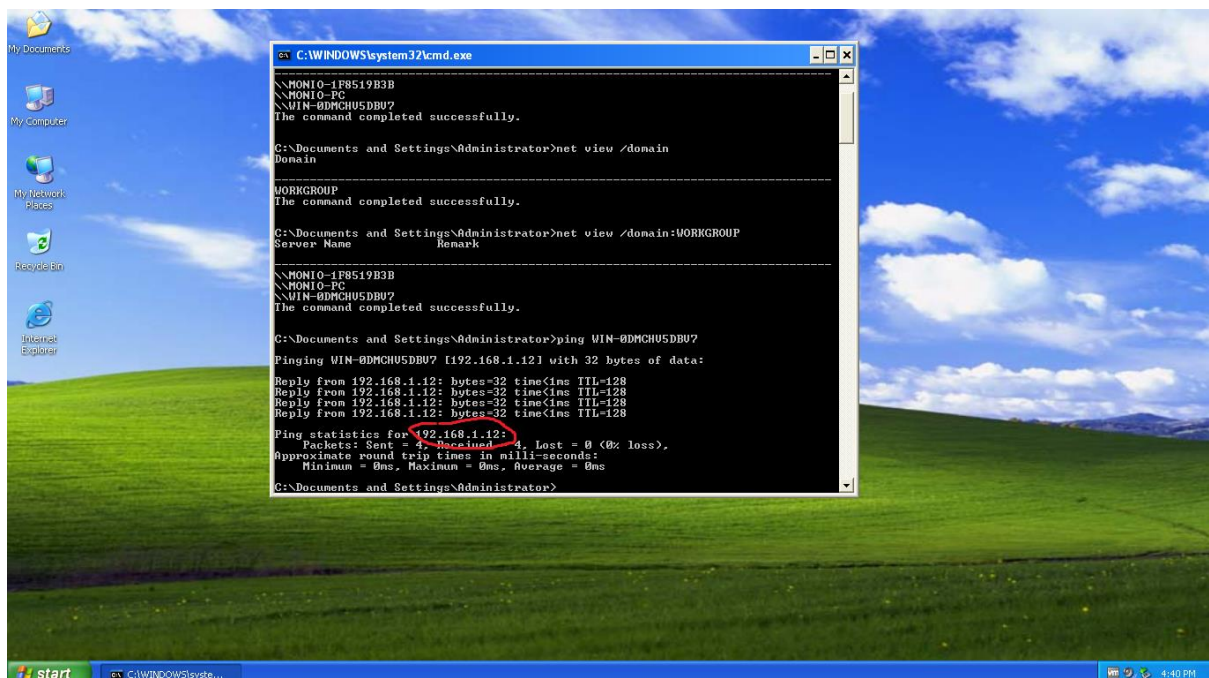 My Documents
My Computer
My Network
Places
Recycle Bin
Internet
Explorer
C:\WINDOWS\system32\cmd.exe
\\MONIO-1F8519B3B
\\MONIO-PC
\\WIN-0DMCHU5DBV7
The command completed successfully.
C:\Documents and Settings\Administrator>net view /domain
Domain
WORKGROUP
The command completed successfully.
C:\Documents and Settings\Administrator>net view /domain:WORKGROUP
Server Name Remark
\\MONIO-1F8519B3B
\\MONIO-PC
\\WIN-0DMCHU5DBV7
The command completed successfully.
C:\Documents and Settings\Administrator>ping WIN-0DMCHU5DBV7
Pinging WIN-0DMCHU5DBV7 [192.168.1.12] with 32 bytes of data:
Reply from 192.168.1.12: bytes=32 time<1ms TTL=128
Reply from 192.168.1.12: bytes=32 time<1ms TTL=128
Reply from 192.168.1.12: bytes=32 time<1ms TTL=128
Reply from 192.168.1.12: bytes=32 time<1ms TTL=128
Ping statistics for 192.168.1.12:
Packets: Sent = 4, Received = 4, Lost = 0 (0% loss),
Approximate round trip times in milli-seconds:
Minimum = 0ms, Maximum = 0ms, Average = 0ms
C:\Documents and Settings\Administrator>
start
C:\WINDOWS\syste...
4:40 PM